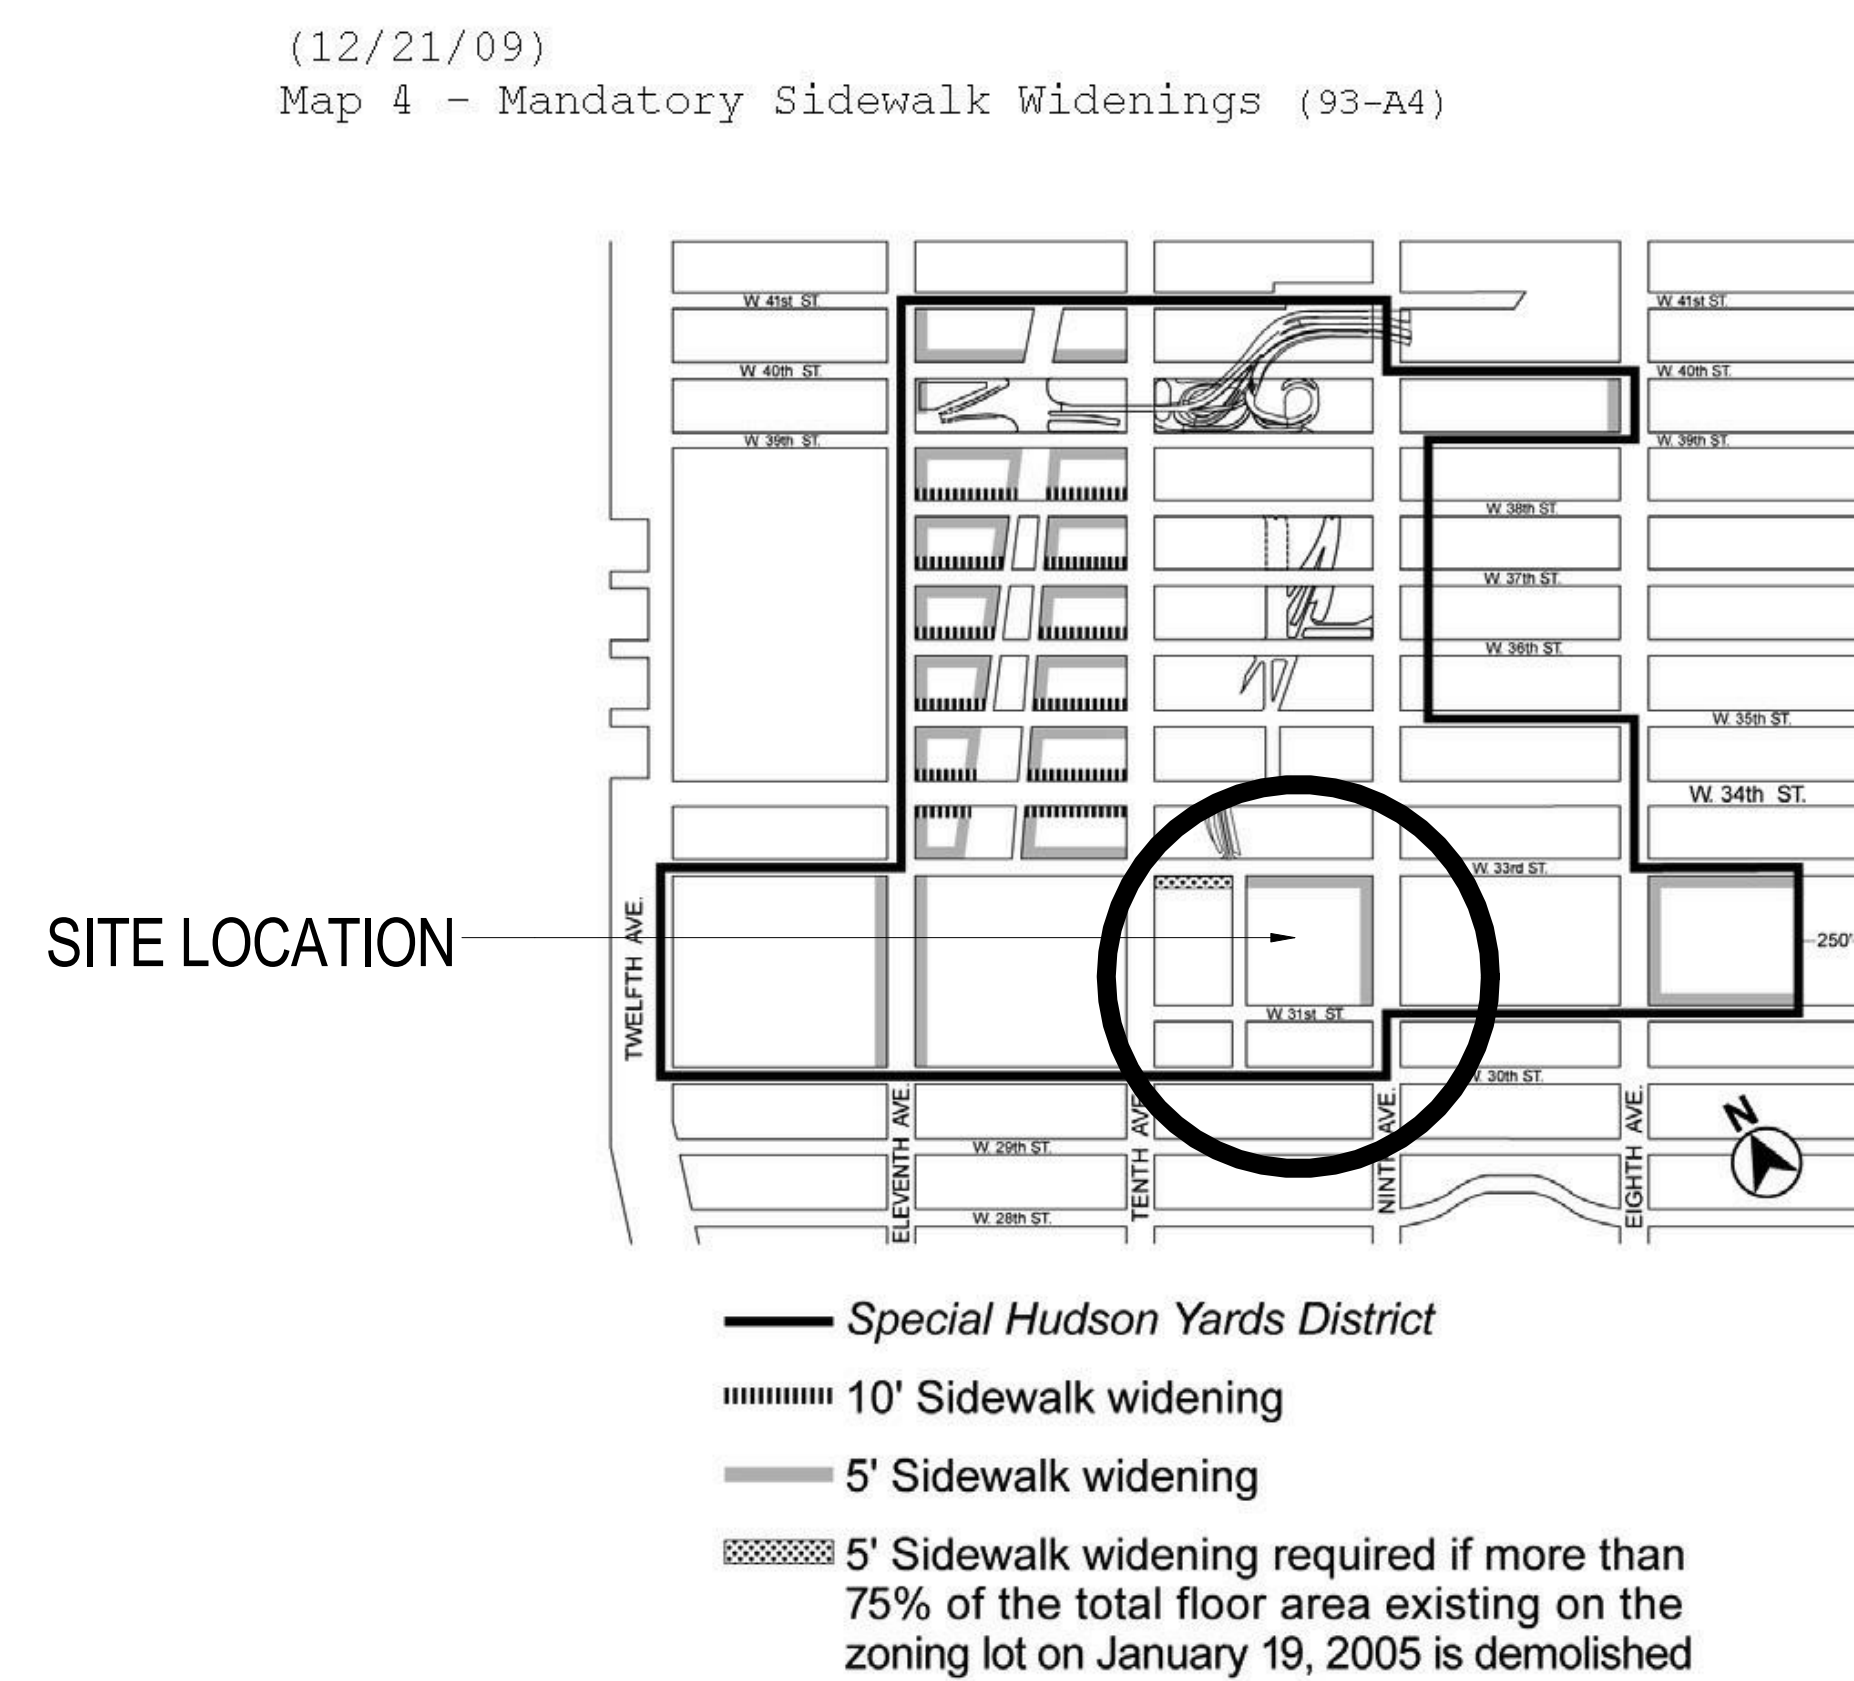 (12/21/09)
Map 4 - Mandatory Sidewalk Widenings (93-A4)
W. 41st ST.
W. 41st ST.
W. 40th ST.
W. 40th ST.
W. 39th ST.
W. 39th ST.
W. 38th ST.
W. 37th ST.
W. 36th ST.
W. 35th ST.
W. 34th ST.
W. 33rd ST.
SITE LOCATION
250'
W. 31st ST.
W. 30th ST.
W. 29th ST.
W. 28th ST.
TWELFTH AVE.
ELEVENTH AVE.
TENTH AVE.
NINTH AVE.
EIGHTH AVE.
N
Special Hudson Yards District
10' Sidewalk widening
5' Sidewalk widening
5' Sidewalk widening required if more than
75% of the total floor area existing on the
zoning lot on January 19, 2005 is demolished